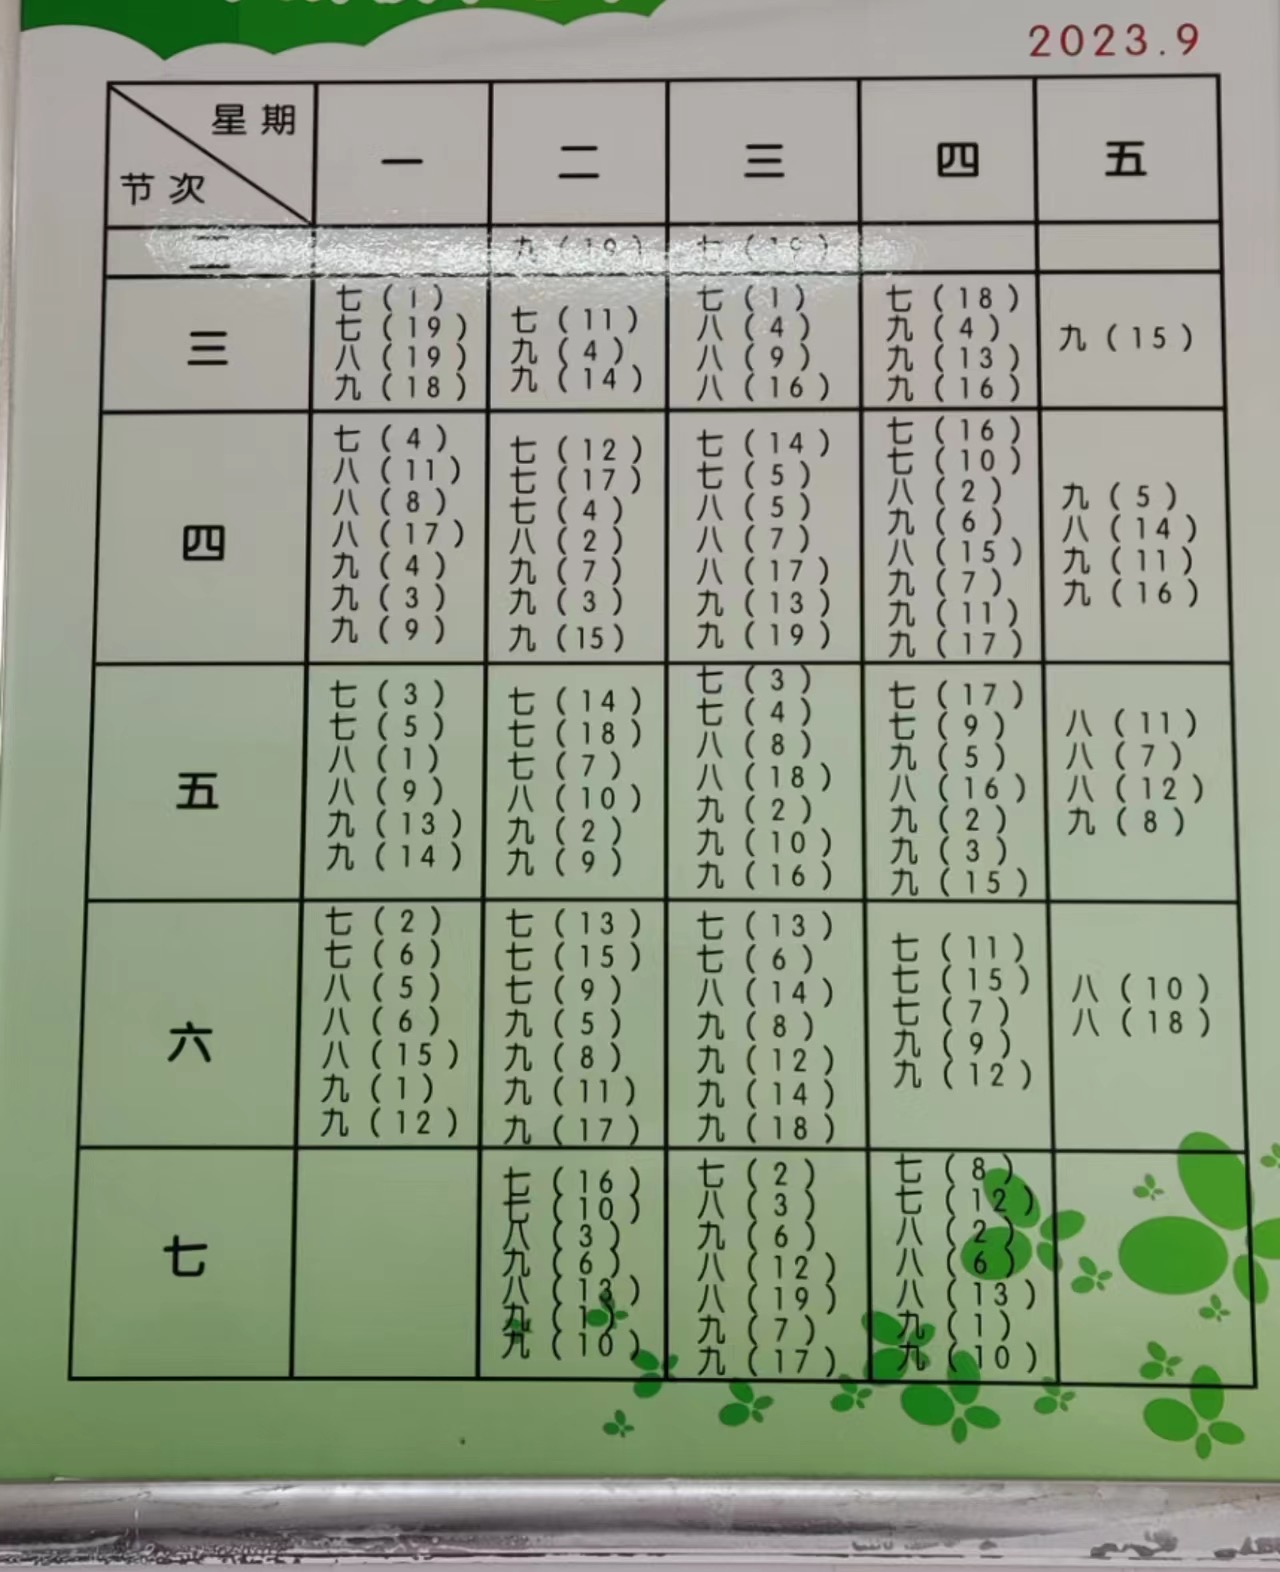 2023.9
星期
节次
一 二 三 四 五
二
九(19) 七(19)
三
七(1)
七(19)
八(19)
九(18)
七(11)
九(4)
九(14)
七(1)
八(4)
八(9)
八(16)
七(18)
九(4)
九(13)
九(16)
九(15)
四
七(4)
八(11)
八(8)
八(17)
九(4)
九(3)
九(9)
七(12)
七(17)
七(4)
八(2)
九(7)
九(3)
九(15)
七(14)
七(5)
八(5)
八(7)
八(17)
九(13)
九(19)
七(16)
七(10)
八(2)
九(6)
八(15)
九(7)
九(11)
九(17)
九(5)
八(14)
九(11)
九(16)
五
七(3)
七(5)
八(1)
八(9)
九(13)
九(14)
七(14)
七(18)
七(7)
八(10)
九(2)
九(9)
七(3)
七(4)
八(8)
八(18)
九(2)
九(10)
九(16)
七(17)
七(9)
九(5)
八(16)
九(2)
九(3)
九(15)
八(11)
八(7)
八(12)
九(8)
六
七(2)
七(6)
八(5)
八(6)
八(15)
九(1)
九(12)
七(13)
七(15)
七(9)
九(5)
九(8)
九(11)
九(17)
七(13)
七(6)
八(14)
九(8)
九(12)
九(14)
九(18)
七(11)
七(15)
七(7)
九(9)
九(12)
八(10)
八(18)
七
七(16)
七(10)
八(3)
九(6)
八(13)
九(1)
九(10)
七(2)
八(3)
九(6)
八(12)
八(19)
九(7)
九(17)
七(8)
七(12)
八(2)
八(6)
八(13)
九(1)
九(10)